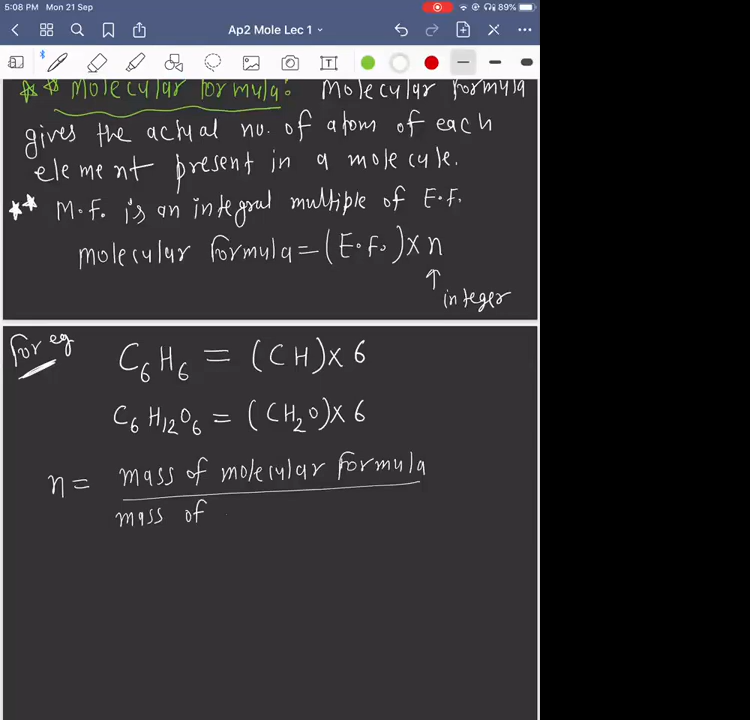 5:08 PM Mon 21 Sep
89%
Ap2 Mole Lec 1
Molecular Formula: Molecular Formula
gives the actual no. of atom of each
element present in a molecule.
M.F. is an integral multiple of E.F.
molecular formula = (E.F.) × n
integer
For eg
C6H6 = (CH) × 6
C6H12O6 = (CH2O) × 6
n = mass of molecular formula
mass of